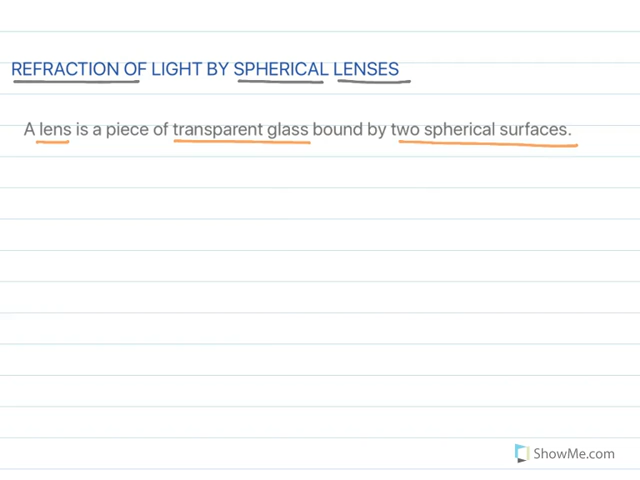 REFRACTION OF LIGHT BY SPHERICAL LENSES
A lens is a piece of transparent glass bound by two spherical surfaces.
ShowMe.com